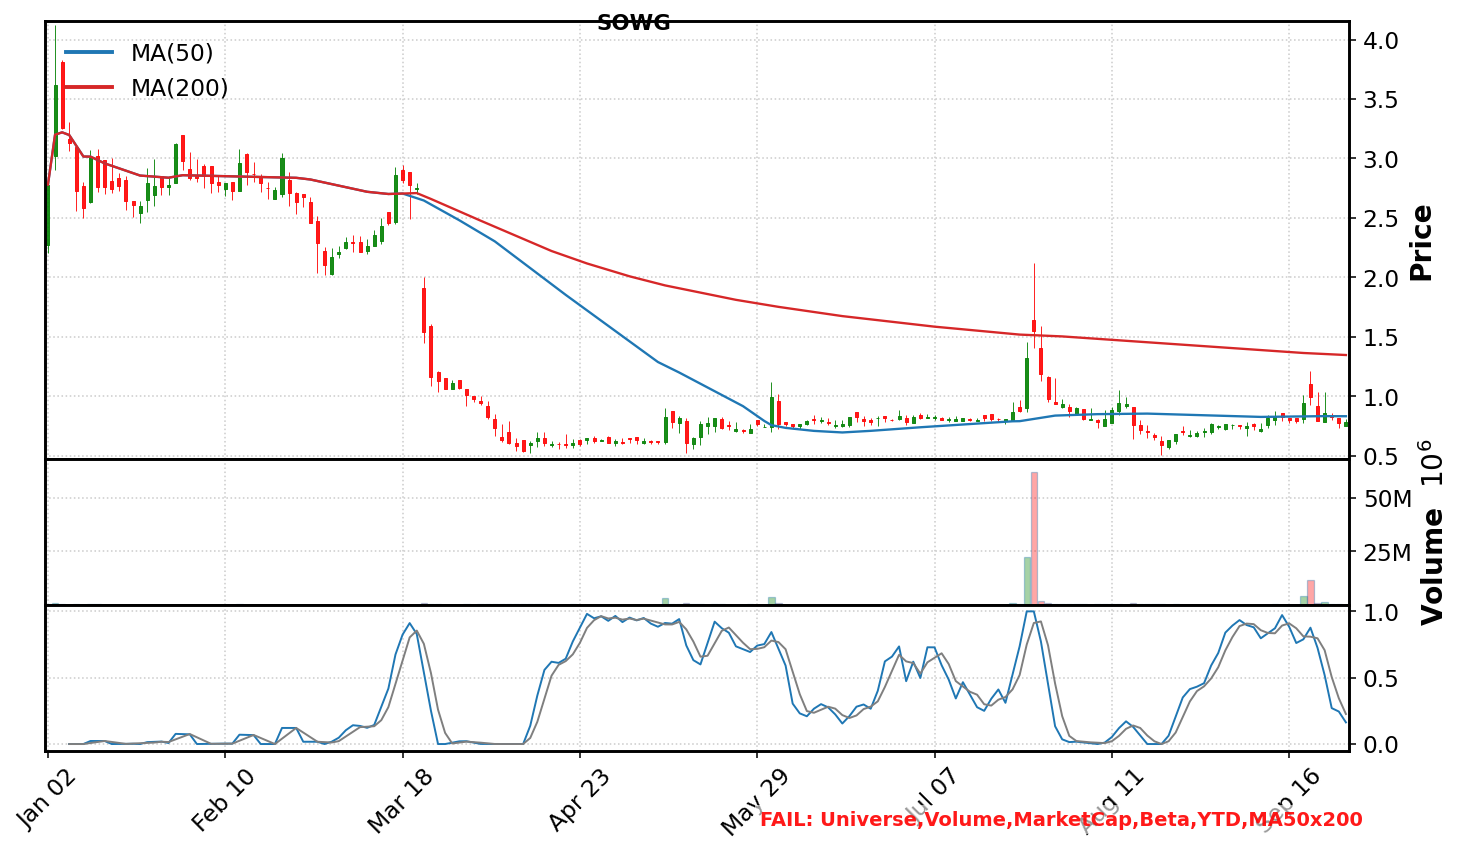 SOWG
MA(50)
MA(200)
4.0
3.5
3.0
2.5
2.0
1.5
1.0
0.5
Price
50M
25M
Volume 10^6
1.0
0.5
0.0
Jan 02
Feb 10
Mar 18
Apr 23
May 29
Jul 07
Aug 11
Sep 16
FAIL: Universe,Volume,MarketCap,Beta,YTD,MA50x200